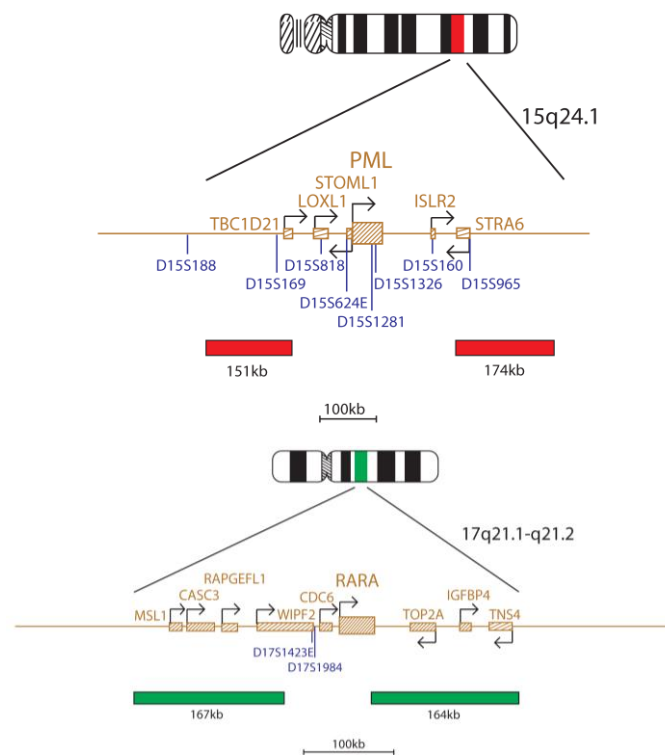 15q24.1
PML
STOML1
LOXL1
ISLR2
TBC1D21
STRA6
D15S188
D15S169
D15S818
D15S160
D15S1326
D15S965
D15S624E
D15S1281
151kb
174kb
100kb
17q21.1-q21.2
RARA
RAPGEFL1
CASC3
CDC6
IGFBP4
MSL1
WIPF2
TOP2A
TNS4
D17S1423E
D17S1984
167kb
164kb
100kb